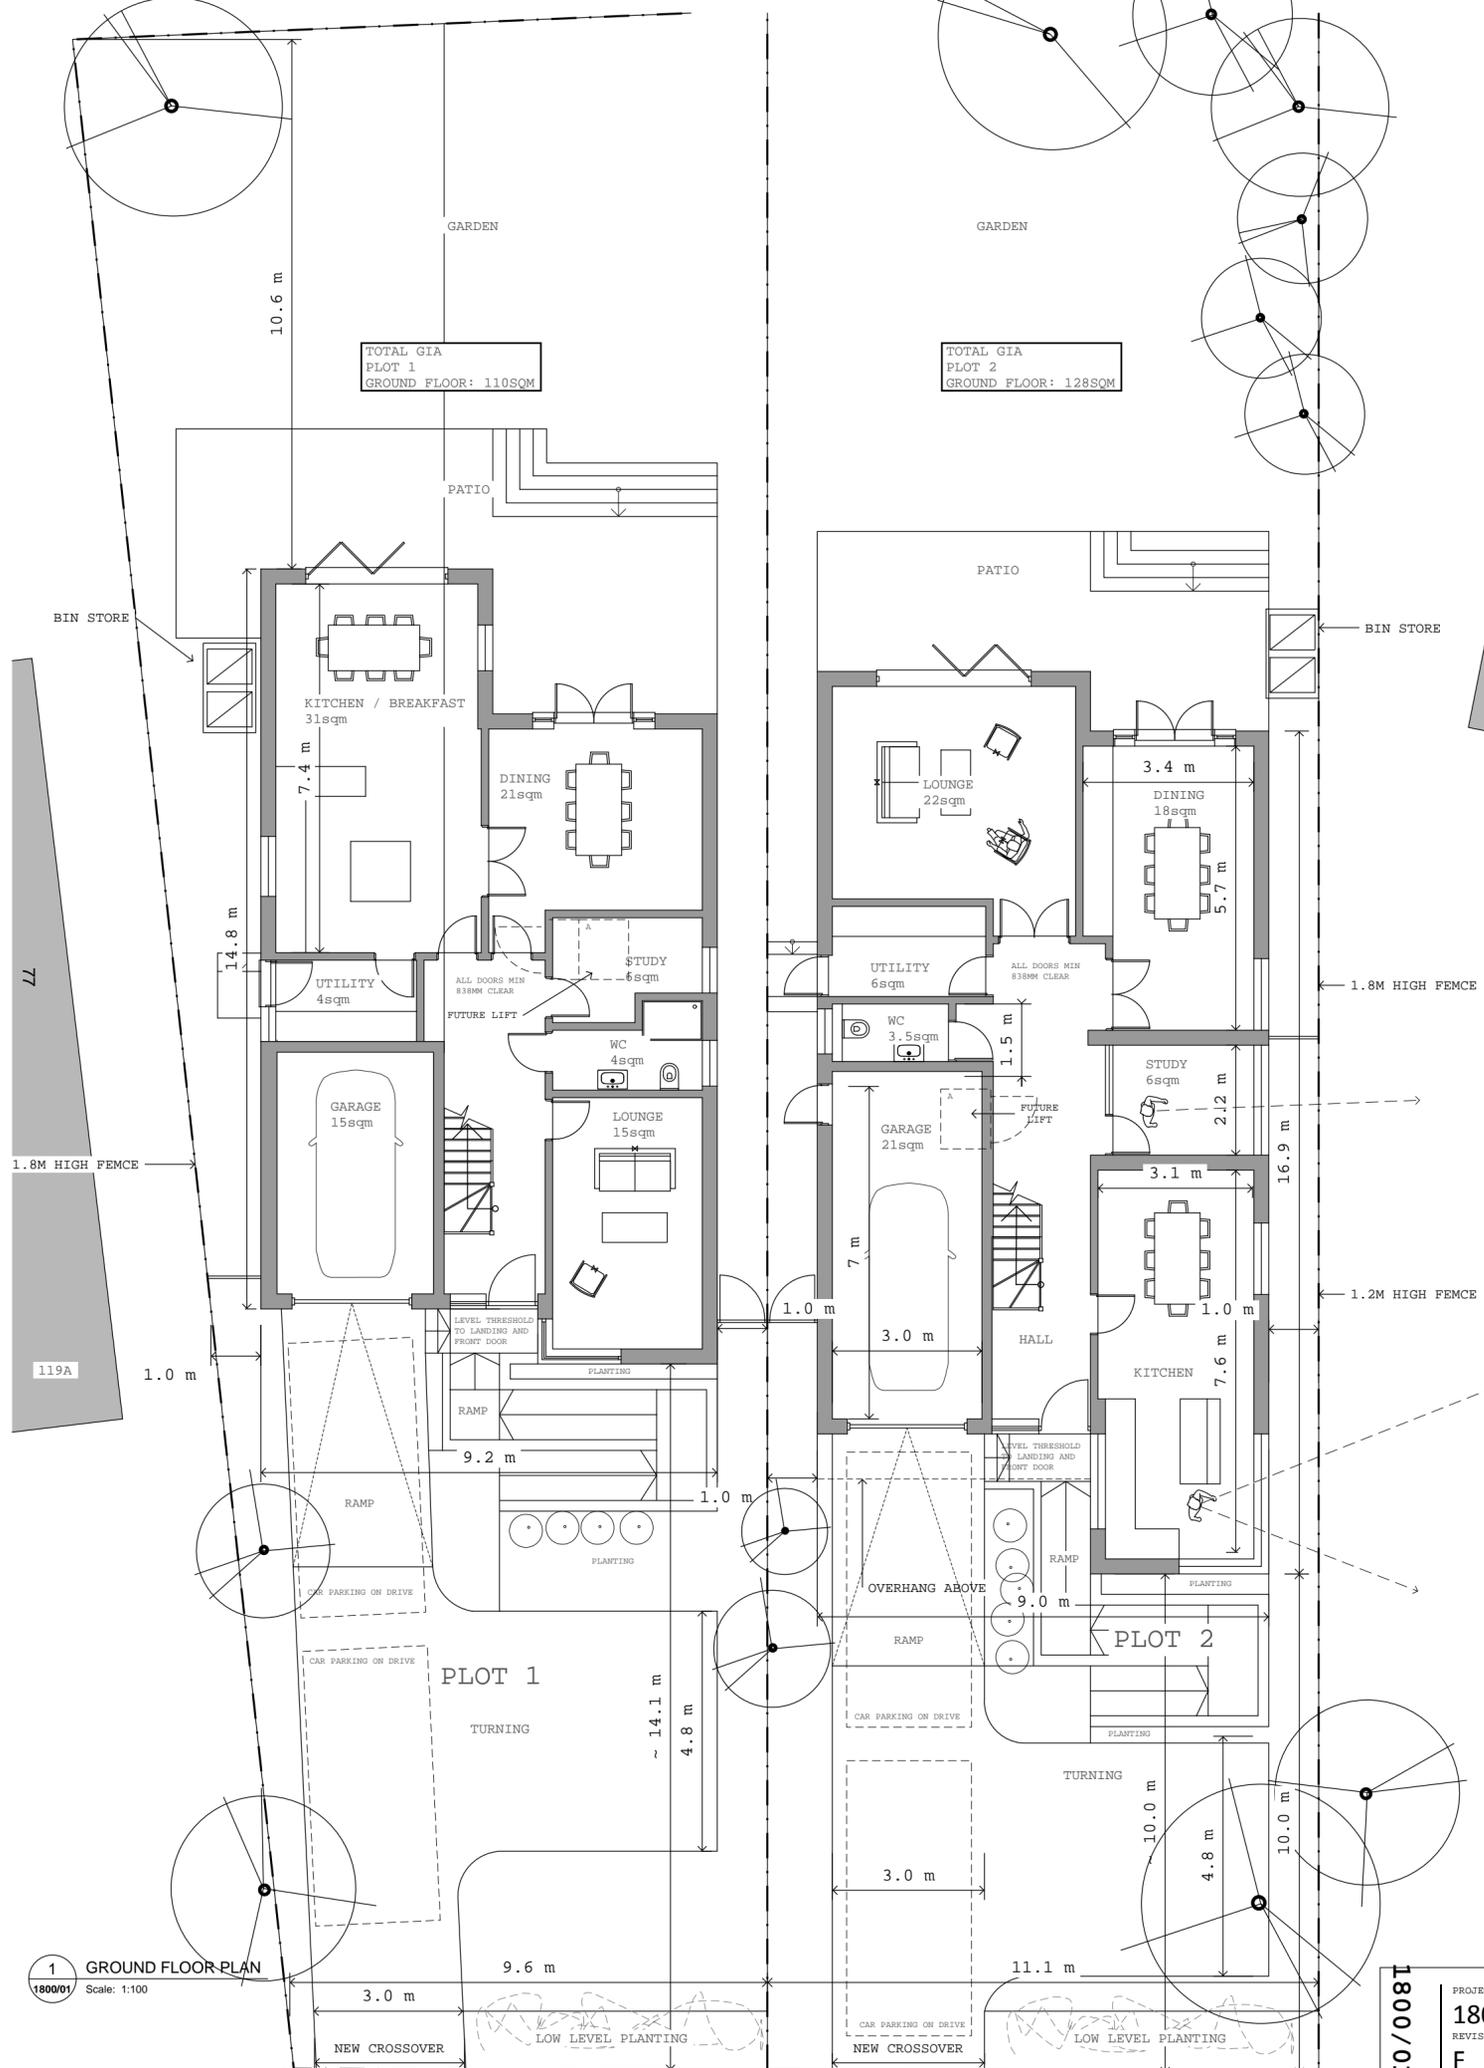 GARDEN
GARDEN
10.6 m
TOTAL GIA
PLOT 1
GROUND FLOOR: 110SQM
TOTAL GIA
PLOT 2
GROUND FLOOR: 128SQM
PATIO
PATIO
BIN STORE
BIN STORE
KITCHEN / BREAKFAST
31sqm
7.4 m
DINING
21sqm
LOUNGE
22sqm
3.4 m
DINING
18sqm
5.7 m
14.8 m
77
UTILITY
4sqm
ALL DOORS MIN
838MM CLEAR
FUTURE LIFT
A
STUDY
6sqm
WC
4sqm
UTILITY
6sqm
ALL DOORS MIN
838MM CLEAR
1.8M HIGH FEMCE
WC
3.5sqm
1.5 m
STUDY
6sqm
2.2 m
GARAGE
15sqm
LOUNGE
15sqm
A
GARAGE
21sqm
FUTURE
LIFT
16.9 m
1.8M HIGH FEMCE
3.1 m
7 m
1.2M HIGH FEMCE
1.0 m
1.0 m
LEVEL THRESHOLD
TO LANDING AND
FRONT DOOR
3.0 m
HALL
7.6 m
KITCHEN
119A
1.0 m
PLANTING
RAMP
9.2 m
LEVEL THRESHOLD
TO LANDING AND
FRONT DOOR
1.0 m
RAMP
PLANTING
RAMP
CAR PARKING ON DRIVE
OVERHANG ABOVE
PLANTING
9.0 m
RAMP
PLOT 2
CAR PARKING ON DRIVE
PLOT 1
TURNING
~ 14.1 m
4.8 m
CAR PARKING ON DRIVE
PLANTING
TURNING
~ 10.0 m
10.0 m
4.8 m
3.0 m
1
1800/01
GROUND FLOOR PLAN
Scale: 1:100
9.6 m
11.1 m
3.0 m
CAR PARKING ON DRIVE
LOW LEVEL PLANTING
LOW LEVEL PLANTING
NEW CROSSOVER
NEW CROSSOVER